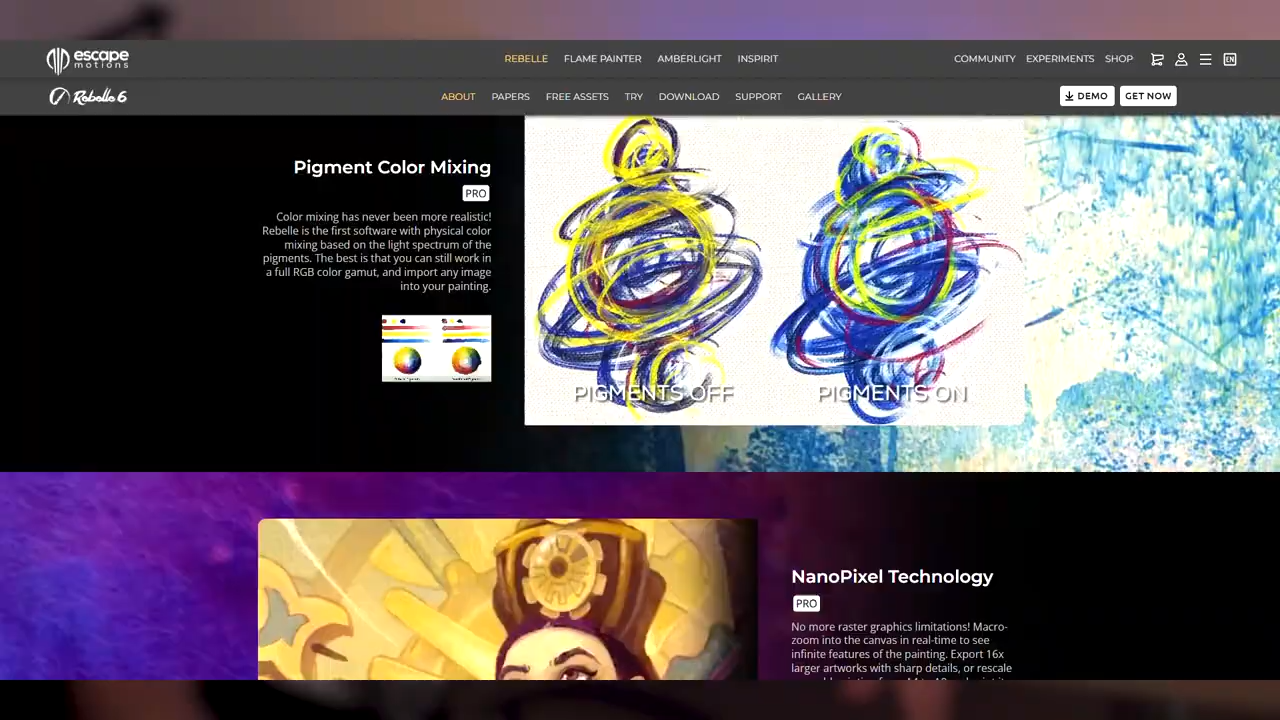 escape
motions
REBELLE FLAME PAINTER AMBERLIGHT INSPIRIT
COMMUNITY EXPERIMENTS SHOP EN
Rebelle 6
ABOUT PAPERS FREE ASSETS TRY DOWNLOAD SUPPORT GALLERY
DEMO GET NOW
Pigment Color Mixing
PRO
Color mixing has never been more realistic!
Rebelle is the first software with physical color
mixing based on the light spectrum of the
pigments. The best is that you can still work in
a full RGB color gamut, and import any image
into your painting.
PIGMENTS OFF PIGMENTS ON
NanoPixel Technology
PRO
No more raster graphics limitations! Macro-
zoom into the canvas in real-time to see
infinite features of the painting. Export 16x
larger artworks with sharp details, or rescale